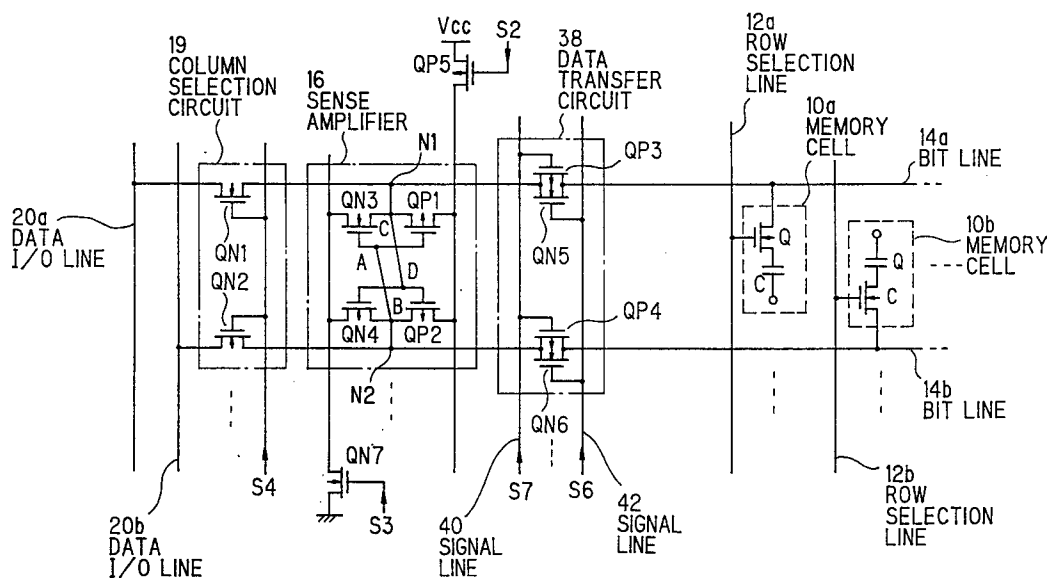 Vcc
S2
QP5
19
COLUMN
SELECTION
CIRCUIT
16
SENSE
AMPLIFIER
38
DATA
TRANSFER
CIRCUIT
12a
ROW
SELECTION
LINE
10a
MEMORY
CELL
N1
QP3
14a
BIT LINE
20a
DATA
I/O LINE
QN1
QN2
QN3
QP1
C
A
D
B
QN4
QP2
QN5
QP4
Q
C
10b
MEMORY
CELL
Q
C
N2
QN6
14b
BIT LINE
QN7
S4
S3
S7
S6
20b
DATA
I/O LINE
40
SIGNAL
LINE
42
SIGNAL
LINE
12b
ROW
SELECTION
LINE